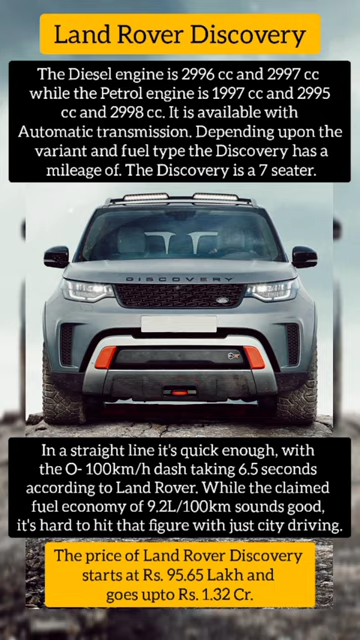 Land Rover Discovery
The Diesel engine is 2996 cc and 2997 cc
while the Petrol engine is 1997 cc and 2995
cc and 2998 cc. It is available with
Automatic transmission. Depending upon the
variant and fuel type the Discovery has a
mileage of. The Discovery is a 7 seater.
DISCOVERY
In a straight line it's quick enough, with
the 0- 100km/h dash taking 6.5 seconds
according to Land Rover. While the claimed
fuel economy of 9.2L/100km sounds good,
it's hard to hit that figure with just city driving.
The price of Land Rover Discovery
starts at Rs. 95.65 Lakh and
goes upto Rs. 1.32 Cr.